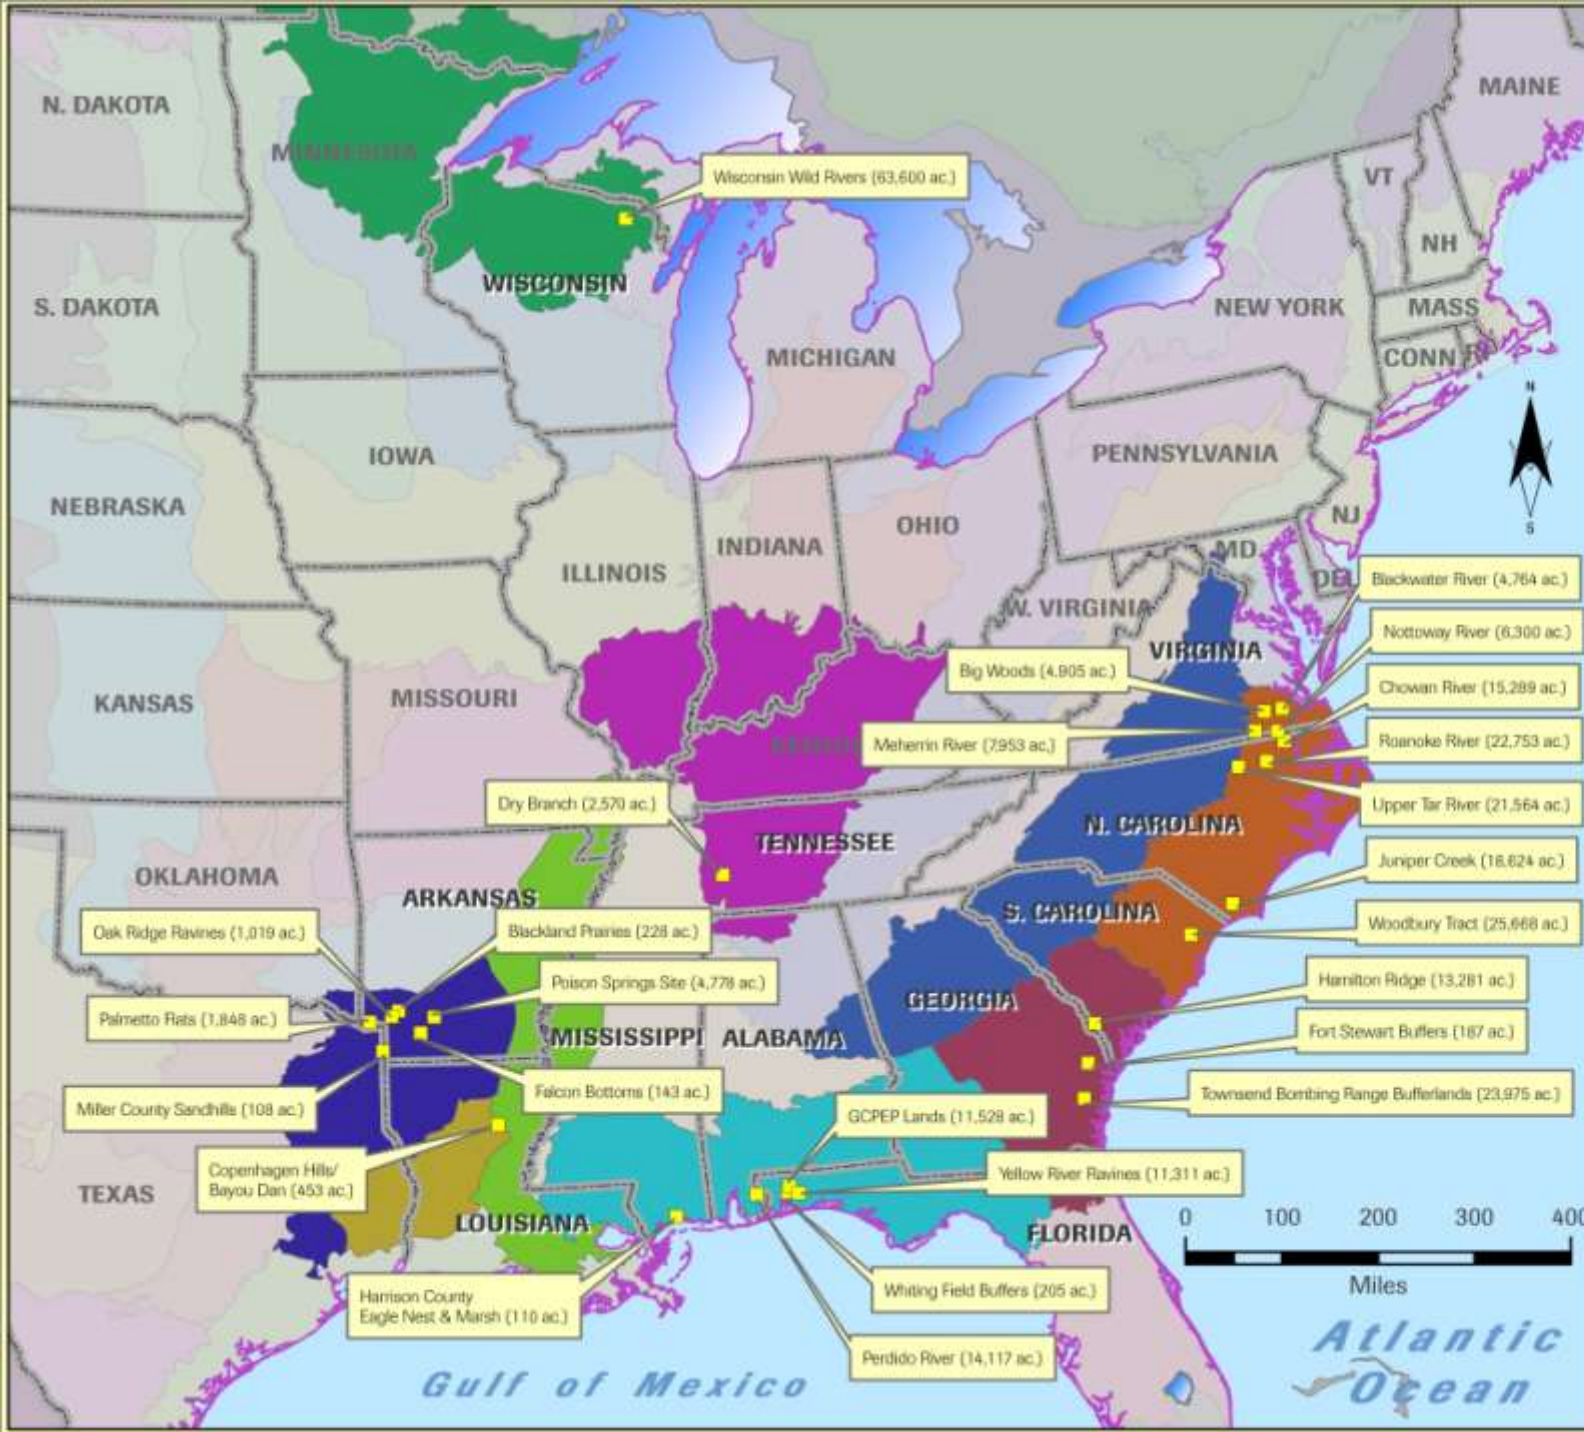 MAINE
N. DAKOTA
MINNESOTA
VT
Wisconsin Wild Rivers (63,600 ac.)
NH
WISCONSIN
S. DAKOTA
NEW YORK
MASS
MICHIGAN
CONN
RI
N
IOWA
PENNSYLVANIA
NEBRASKA
NJ
OHIO
S
INDIANA
MD
ILLINOIS
DEL
Blackwater River (4,764 ac.)
W. VIRGINIA
Nottoway River (6,300 ac.)
VIRGINIA
Big Woods (4,905 ac.)
Chowan River (15,289 ac.)
MISSOURI
KANSAS
Meherrin River (7,953 ac.)
Roanoke River (22,753 ac.)
Dry Branch (2,570 ac.)
Upper Tar River (21,564 ac.)
N. CAROLINA
TENNESSEE
Juniper Creek (18,624 ac.)
OKLAHOMA
ARKANSAS
S. CAROLINA
Woodbury Tract (25,668 ac.)
Oak Ridge Ravines (1,019 ac.)
Blackland Prairies (228 ac.)
Poison Springs Site (4,778 ac.)
Hamilton Ridge (13,281 ac.)
GEORGIA
Palmetto Flats (1,848 ac.)
Fort Stewart Buffers (187 ac.)
MISSISSIPPI
ALABAMA
Falcon Bottoms (143 ac.)
Townsend Bombing Range Bufferlands (23,975 ac.)
Miller County Sandhills (108 ac.)
GCPEP Lands (11,528 ac.)
Copenhagen Hills/
Bayou Dan (453 ac.)
Yellow River Ravines (11,311 ac.)
TEXAS
LOUISIANA
FLORIDA
0 100 200 300 400
Miles
Harrison County
Eagle Nest & Marsh (110 ac.)
Whiting Field Buffers (205 ac.)
Perdido River (14,117 ac.)
Gulf of Mexico
Atlantic
Ocean